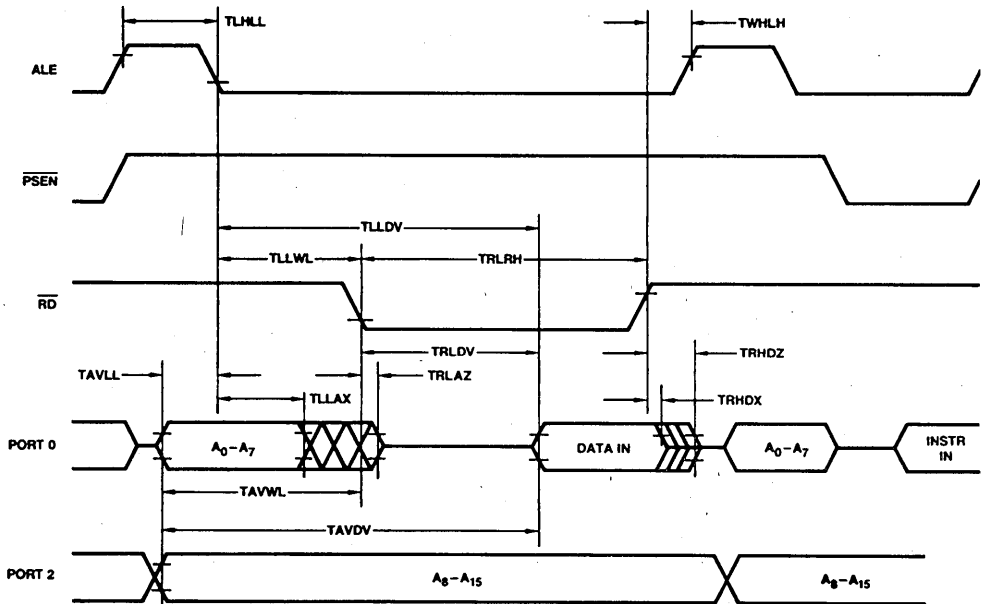 TLHLL
TWHLH
ALE
PSEN
TLLDV
TLLWL
TRLRH
RD
TRLDV
TRHDZ
TAVLL
TRLAZ
TLLAX
TRHDX
PORT 0
A0–A7
DATA IN
A0–A7
INSTR
IN
TAVWL
TAVDV
PORT 2
A8–A15
A8–A15